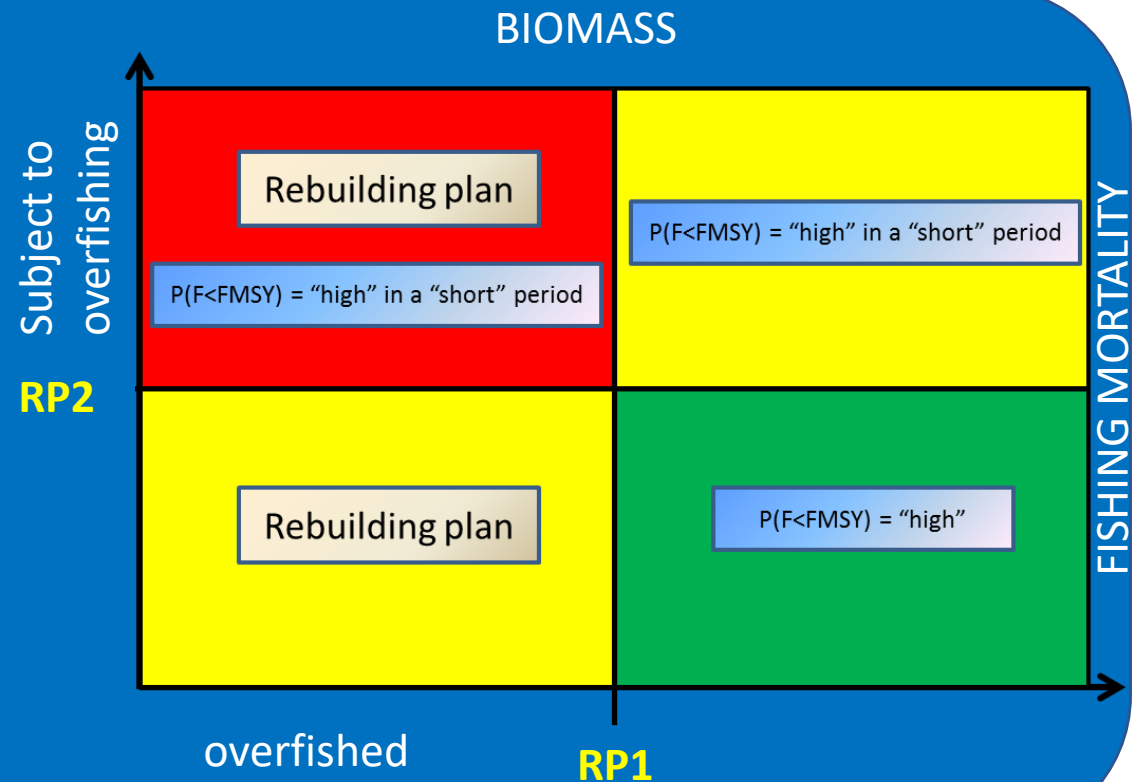 BIOMASS
Subject to
overfishing
Rebuilding plan
P(F<FMSY) = “high” in a “short” period
P(F<FMSY) = “high” in a “short” period
FISHING MORTALITY
RP2
Rebuilding plan
P(F<FMSY) = “high”
overfished
RP1